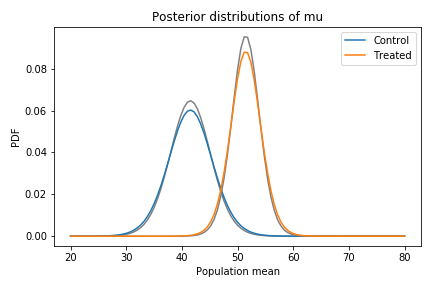 Posterior distributions of mu
Control
Treated
PDF
0.08
0.06
0.04
0.02
0.00
20
30
40
50
60
70
80
Population mean